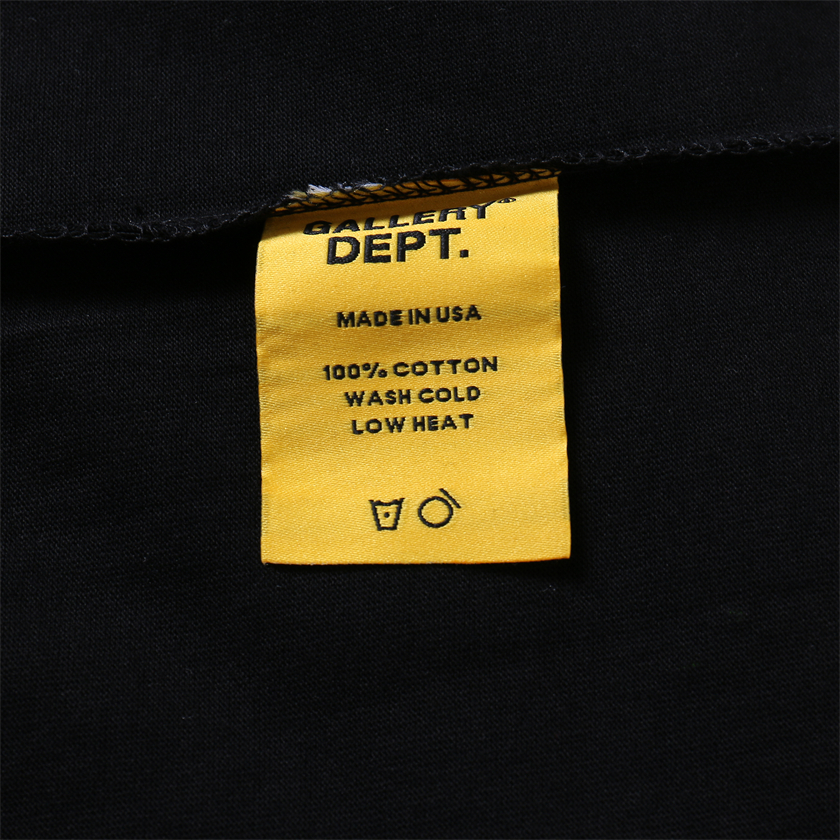 GALLERY®
DEPT.
MADE IN USA
100% COTTON
WASH COLD
LOW HEAT